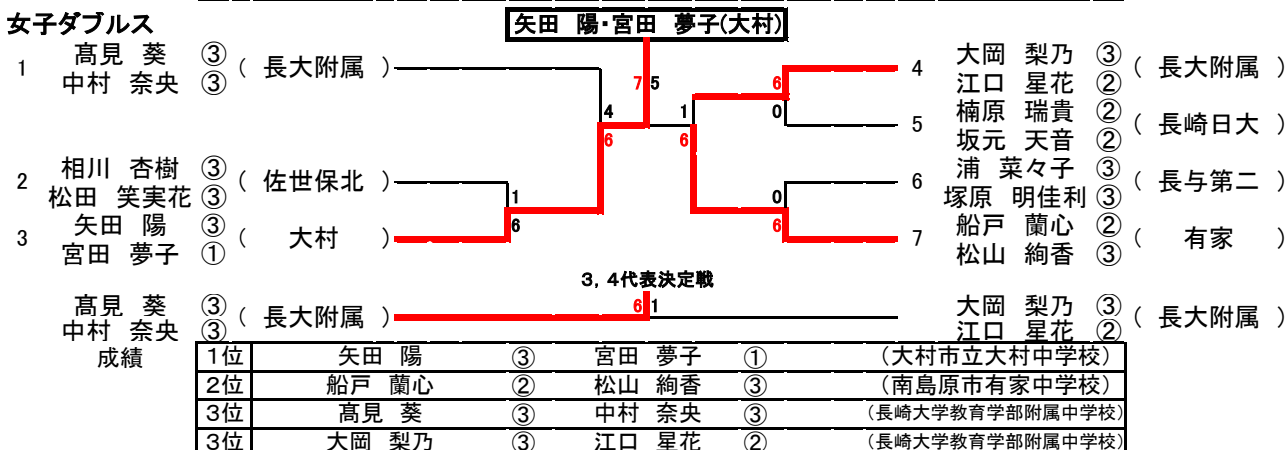 女子ダブルス
矢田 陽・宮田 夢子(大村)
1 髙見 葵 ③ 中村 奈央 ③ ( 長大附属 )
2 相川 杏樹 ③ 松田 笑実花 ③ ( 佐世保北 )
3 矢田 陽 ③ 宮田 夢子 ① ( 大村 )
4
6
1
6
7 5
1
6
6
0
0
6
4 大岡 梨乃 ③ 江口 星花 ② ( 長大附属 )
5 楠原 瑞貴 ② 坂元 天音 ② ( 長崎日大 )
6 浦 菜々子 ③ 塚原 明佳利 ③ ( 長与第二 )
7 船戸 蘭心 ② 松山 絢香 ③ ( 有家 )
3,4代表決定戦
髙見 葵 ③ 中村 奈央 ③ ( 長大附属 )
6 1
大岡 梨乃 ③ 江口 星花 ② ( 長大附属 )
成績
1位 矢田 陽 ③ 宮田 夢子 ① (大村市立大村中学校)
2位 船戸 蘭心 ② 松山 絢香 ③ (南島原市有家中学校)
3位 髙見 葵 ③ 中村 奈央 ③ (長崎大学教育学部附属中学校)
3位 大岡 梨乃 ③ 江口 星花 ② (長崎大学教育学部附属中学校)